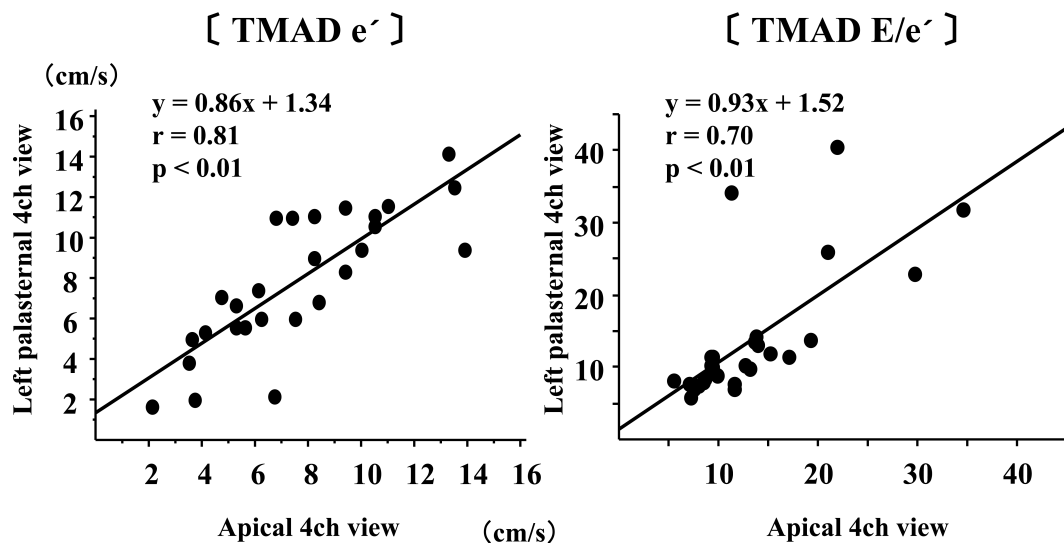 〔 TMAD e´ 〕
(cm/s)
y = 0.86x + 1.34
r = 0.81
p < 0.01
Left palasternal 4ch view
16
14
12
10
8
6
4
2
2 4 6 8 10 12 14 16
Apical 4ch view (cm/s)
〔 TMAD E/e´ 〕
y = 0.93x + 1.52
r = 0.70
p < 0.01
Left palasternal 4ch view
40
30
20
10
10 20 30 40
Apical 4ch view